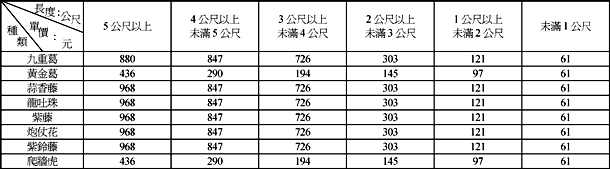 長度:公尺
單價:元
種類
5 公尺以上 4 公尺以上 未滿 5 公尺 3 公尺以上 未滿 4 公尺 2 公尺以上 未滿 3 公尺 1 公尺以上 未滿 2 公尺 未滿 1 公尺
九重葛 880 847 726 303 121 61
黃金葛 436 290 194 145 97 61
蒜香藤 968 847 726 303 121 61
龍吐珠 968 847 726 303 121 61
紫藤 968 847 726 303 121 61
炮仗花 968 847 726 303 121 61
紫鈴藤 968 847 726 303 121 61
爬牆虎 436 290 194 145 97 61